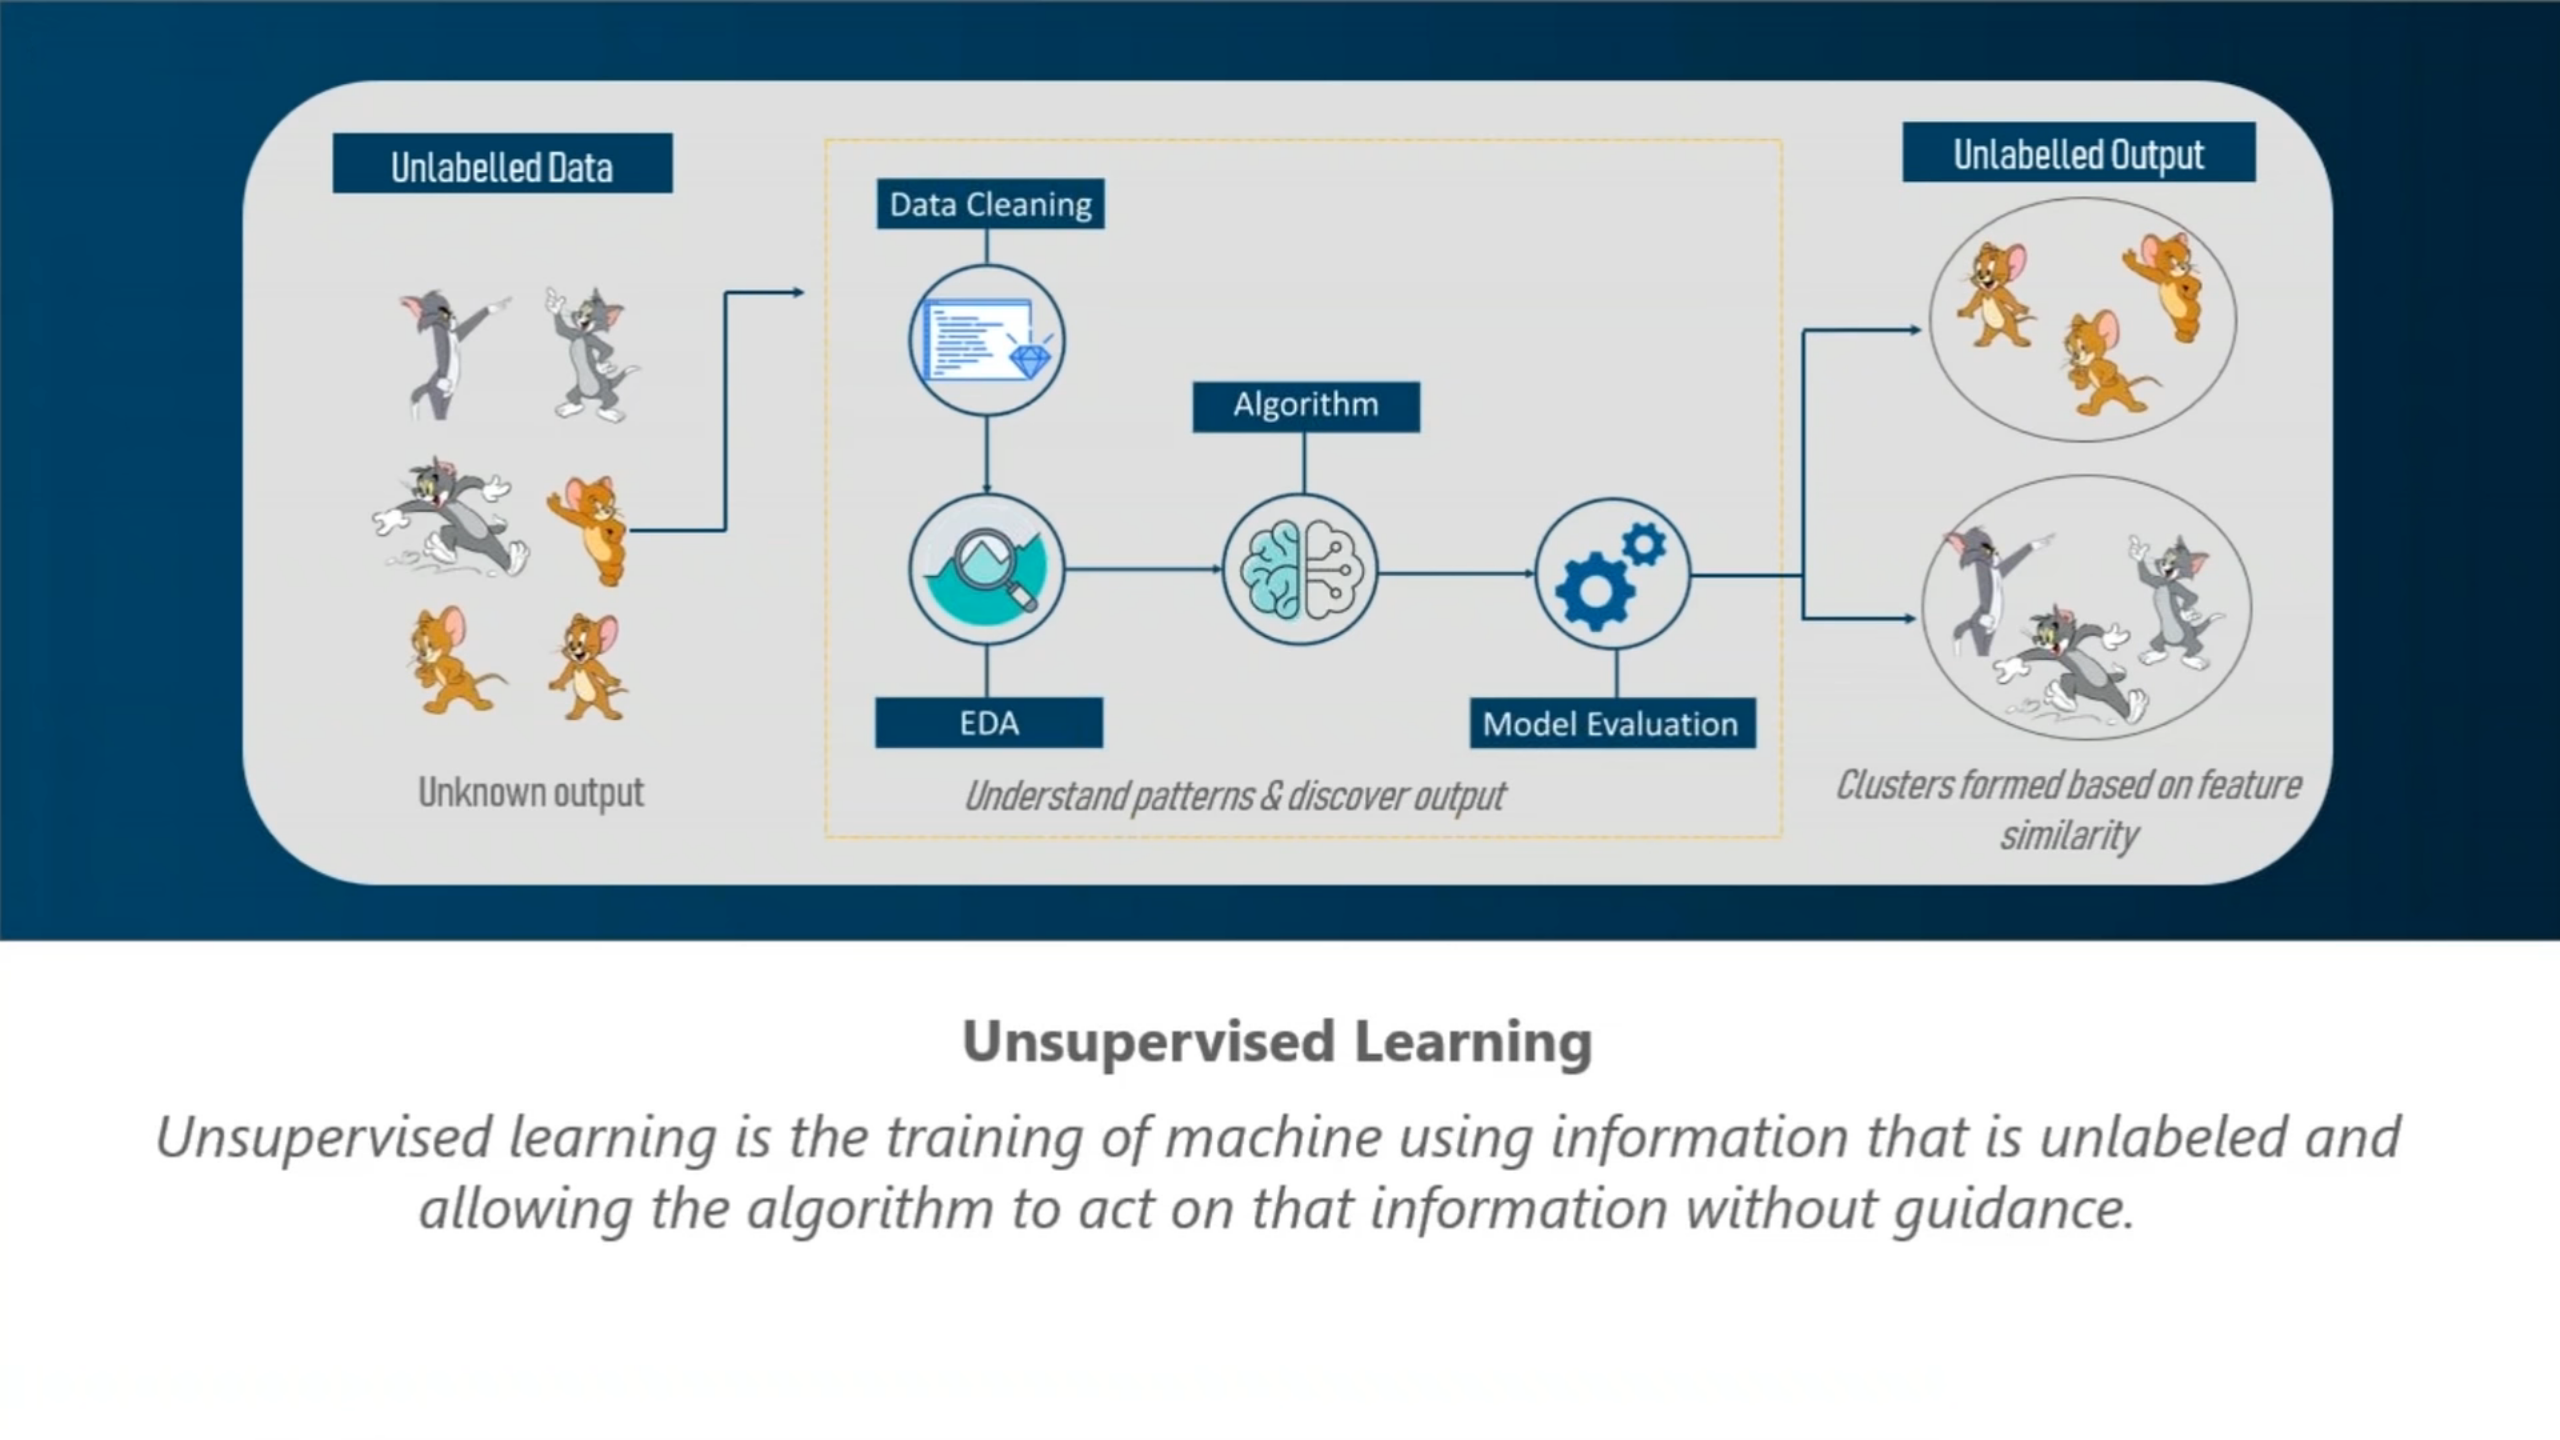 Unlabelled Data
Unlabelled Output
Data Cleaning
Algorithm
EDA
Model Evaluation
Unknown output
Understand patterns & discover output
Clusters formed based on feature
similarity
Unsupervised Learning
Unsupervised learning is the training of machine using information that is unlabeled and
allowing the algorithm to act on that information without guidance.